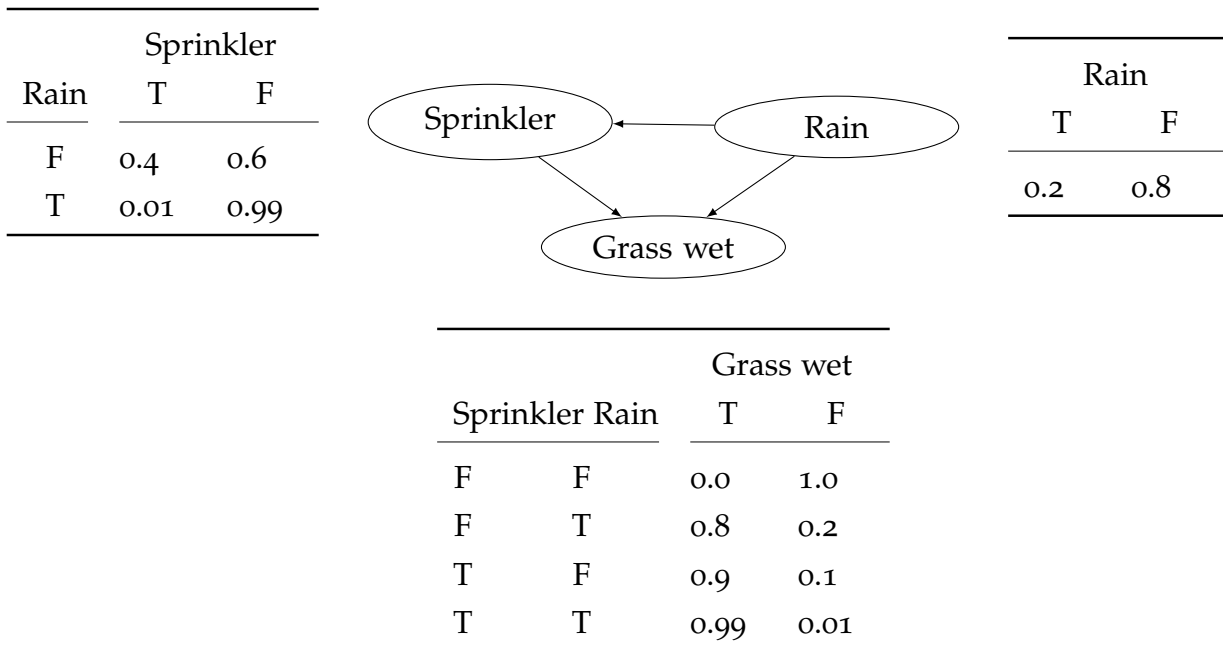 Sprinkler
Rain T F
F 0.4 0.6
T 0.01 0.99
Sprinkler
Rain
Grass wet
Rain
T F
0.2 0.8
Grass wet
Sprinkler Rain T F
F F 0.0 1.0
F T 0.8 0.2
T F 0.9 0.1
T T 0.99 0.01